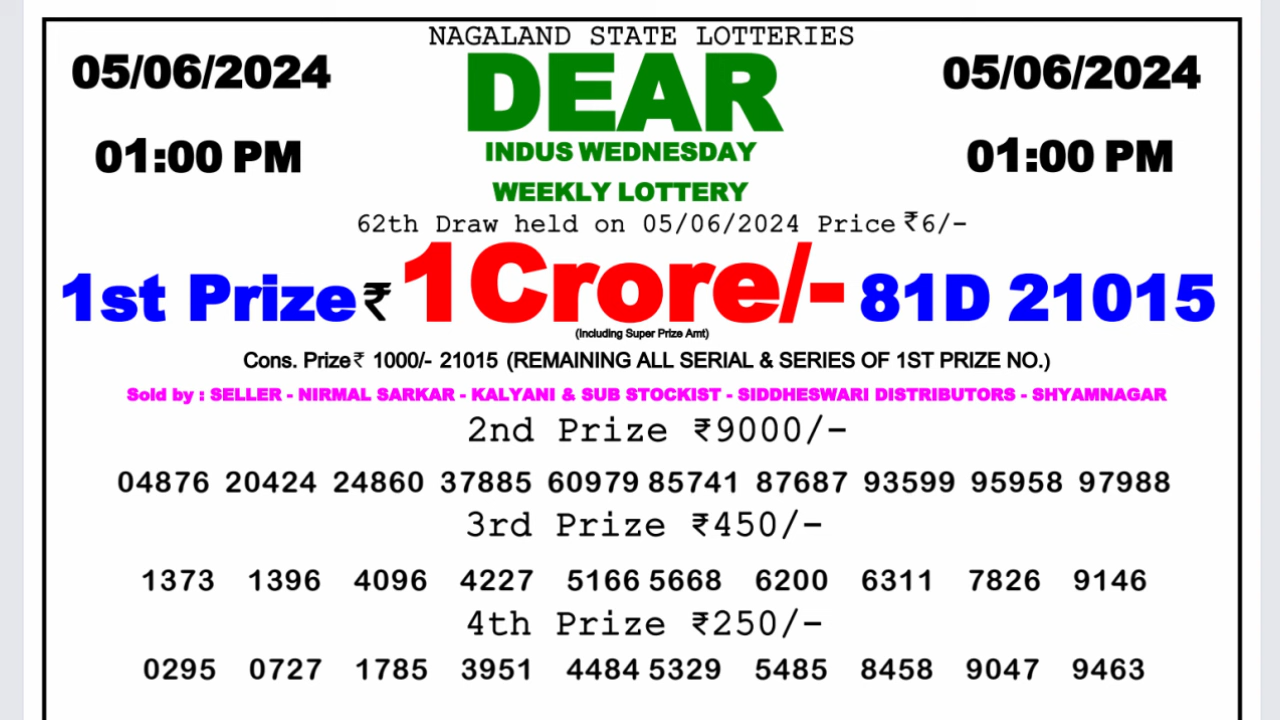 NAGALAND STATE LOTTERIES
05/06/2024 DEAR 05/06/2024
01:00 PM INDUS WEDNESDAY 01:00 PM
WEEKLY LOTTERY
62th Draw held on 05/06/2024 Price ₹6/-
1st Prize ₹ 1Crore/- 81D 21015
(Including Super Prize Amt)
Cons. Prize ₹ 1000/- 21015 (REMAINING ALL SERIAL & SERIES OF 1ST PRIZE NO.)
Sold by : SELLER - NIRMAL SARKAR - KALYANI & SUB STOCKIST - SIDDHESWARI DISTRIBUTORS - SHYAMNAGAR
2nd Prize ₹9000/-
04876 20424 24860 37885 60979 85741 87687 93599 95958 97988
3rd Prize ₹450/-
1373 1396 4096 4227 5166 5668 6200 6311 7826 9146
4th Prize ₹250/-
0295 0727 1785 3951 4484 5329 5485 8458 9047 9463